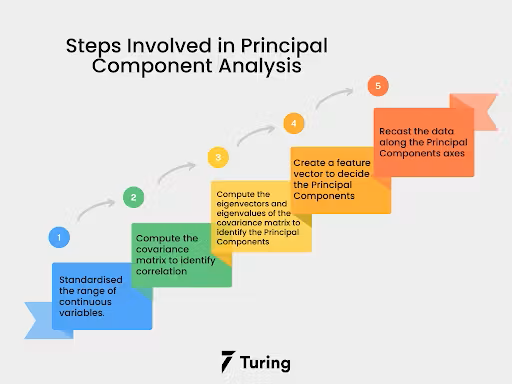 Steps Involved in Principal
Component Analysis
1
Standardised
the range of
continuous
variables.
2
Compute the
covariance
matrix to identify
correlation
3
Compute the
eigenvectors and
eigenvalues of the
covariance matrix to
identify the Principal
Components
4
Create a feature
vector to decide
the Principal
Components
5
Recast the data
along the Principal
Components axes
Turing